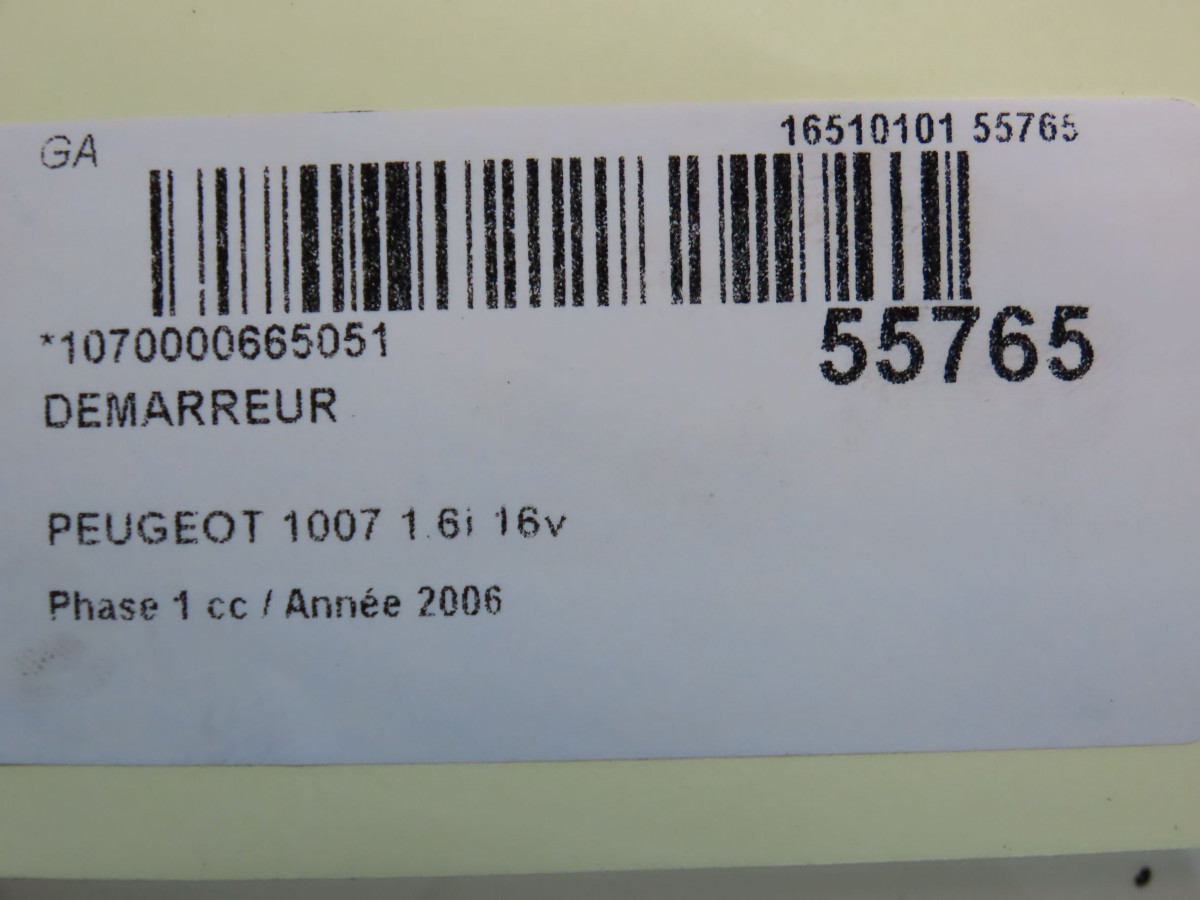 GA
16510101 55765
*1070000665051
55765
DEMARREUR
PEUGEOT 1007 1.6i 16v
Phase 1 cc / Année 2006